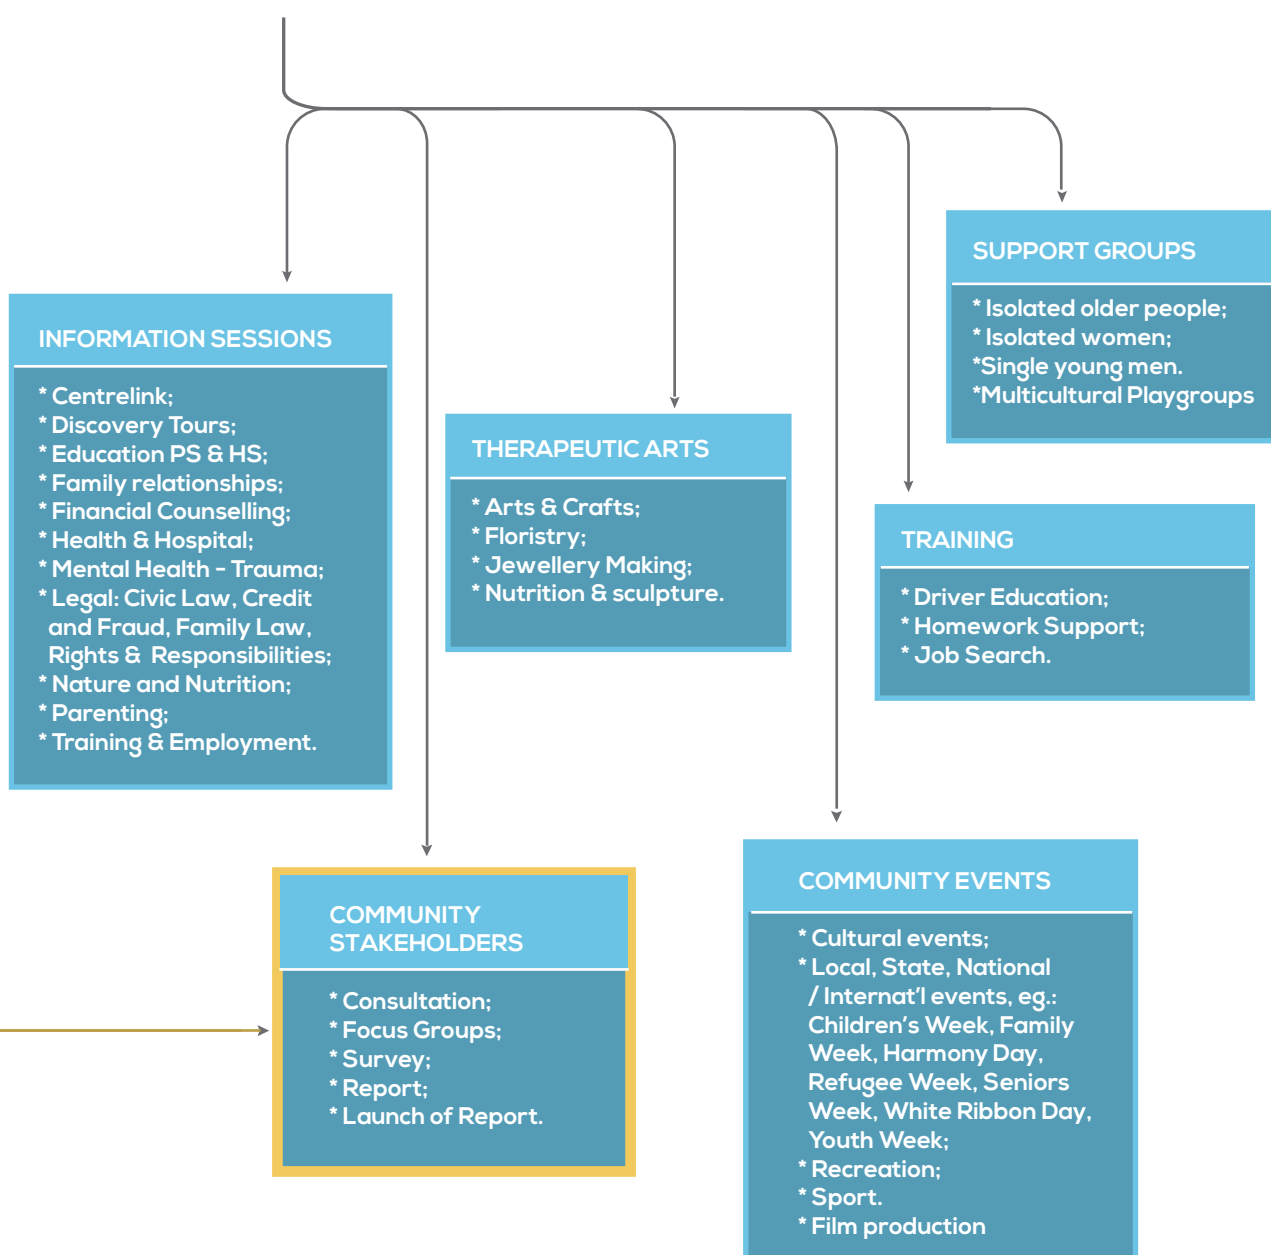 SUPPORT GROUPS
* Isolated older people;
* Isolated women;
*Single young men.
*Multicultural Playgroups
INFORMATION SESSIONS
* Centrelink;
* Discovery Tours;
* Education PS & HS;
* Family relationships;
* Financial Counselling;
* Health & Hospital;
* Mental Health - Trauma;
* Legal: Civic Law, Credit
and Fraud, Family Law,
Rights & Responsibilities;
* Nature and Nutrition;
* Parenting;
* Training & Employment.
THERAPEUTIC ARTS
* Arts & Crafts;
* Floristry;
* Jewellery Making;
* Nutrition & sculpture.
TRAINING
* Driver Education;
* Homework Support;
* Job Search.
COMMUNITY
STAKEHOLDERS
* Consultation;
* Focus Groups;
* Survey;
* Report;
* Launch of Report.
COMMUNITY EVENTS
* Cultural events;
* Local, State, National
/ Internat'l events, eg.:
Children's Week, Family
Week, Harmony Day,
Refugee Week, Seniors
Week, White Ribbon Day,
Youth Week;
* Recreation;
* Sport.
* Film production